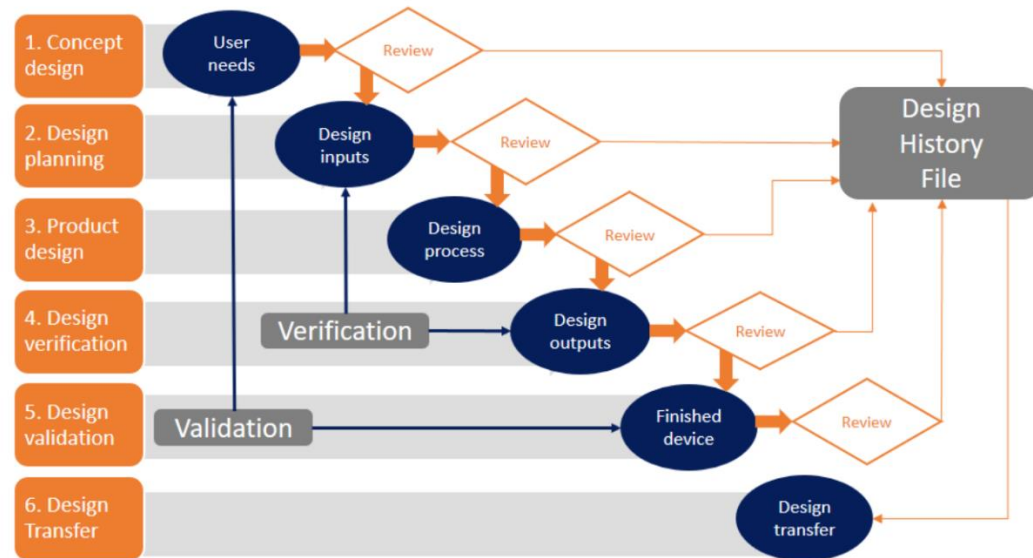 1. Concept
design
User
needs
Review
Design
History
File
2. Design
planning
Design
inputs
Review
3. Product
design
Design
process
Review
4. Design
verification
Verification
Design
outputs
Review
5. Design
validation
Validation
Finished
device
Review
6. Design
Transfer
Design
transfer